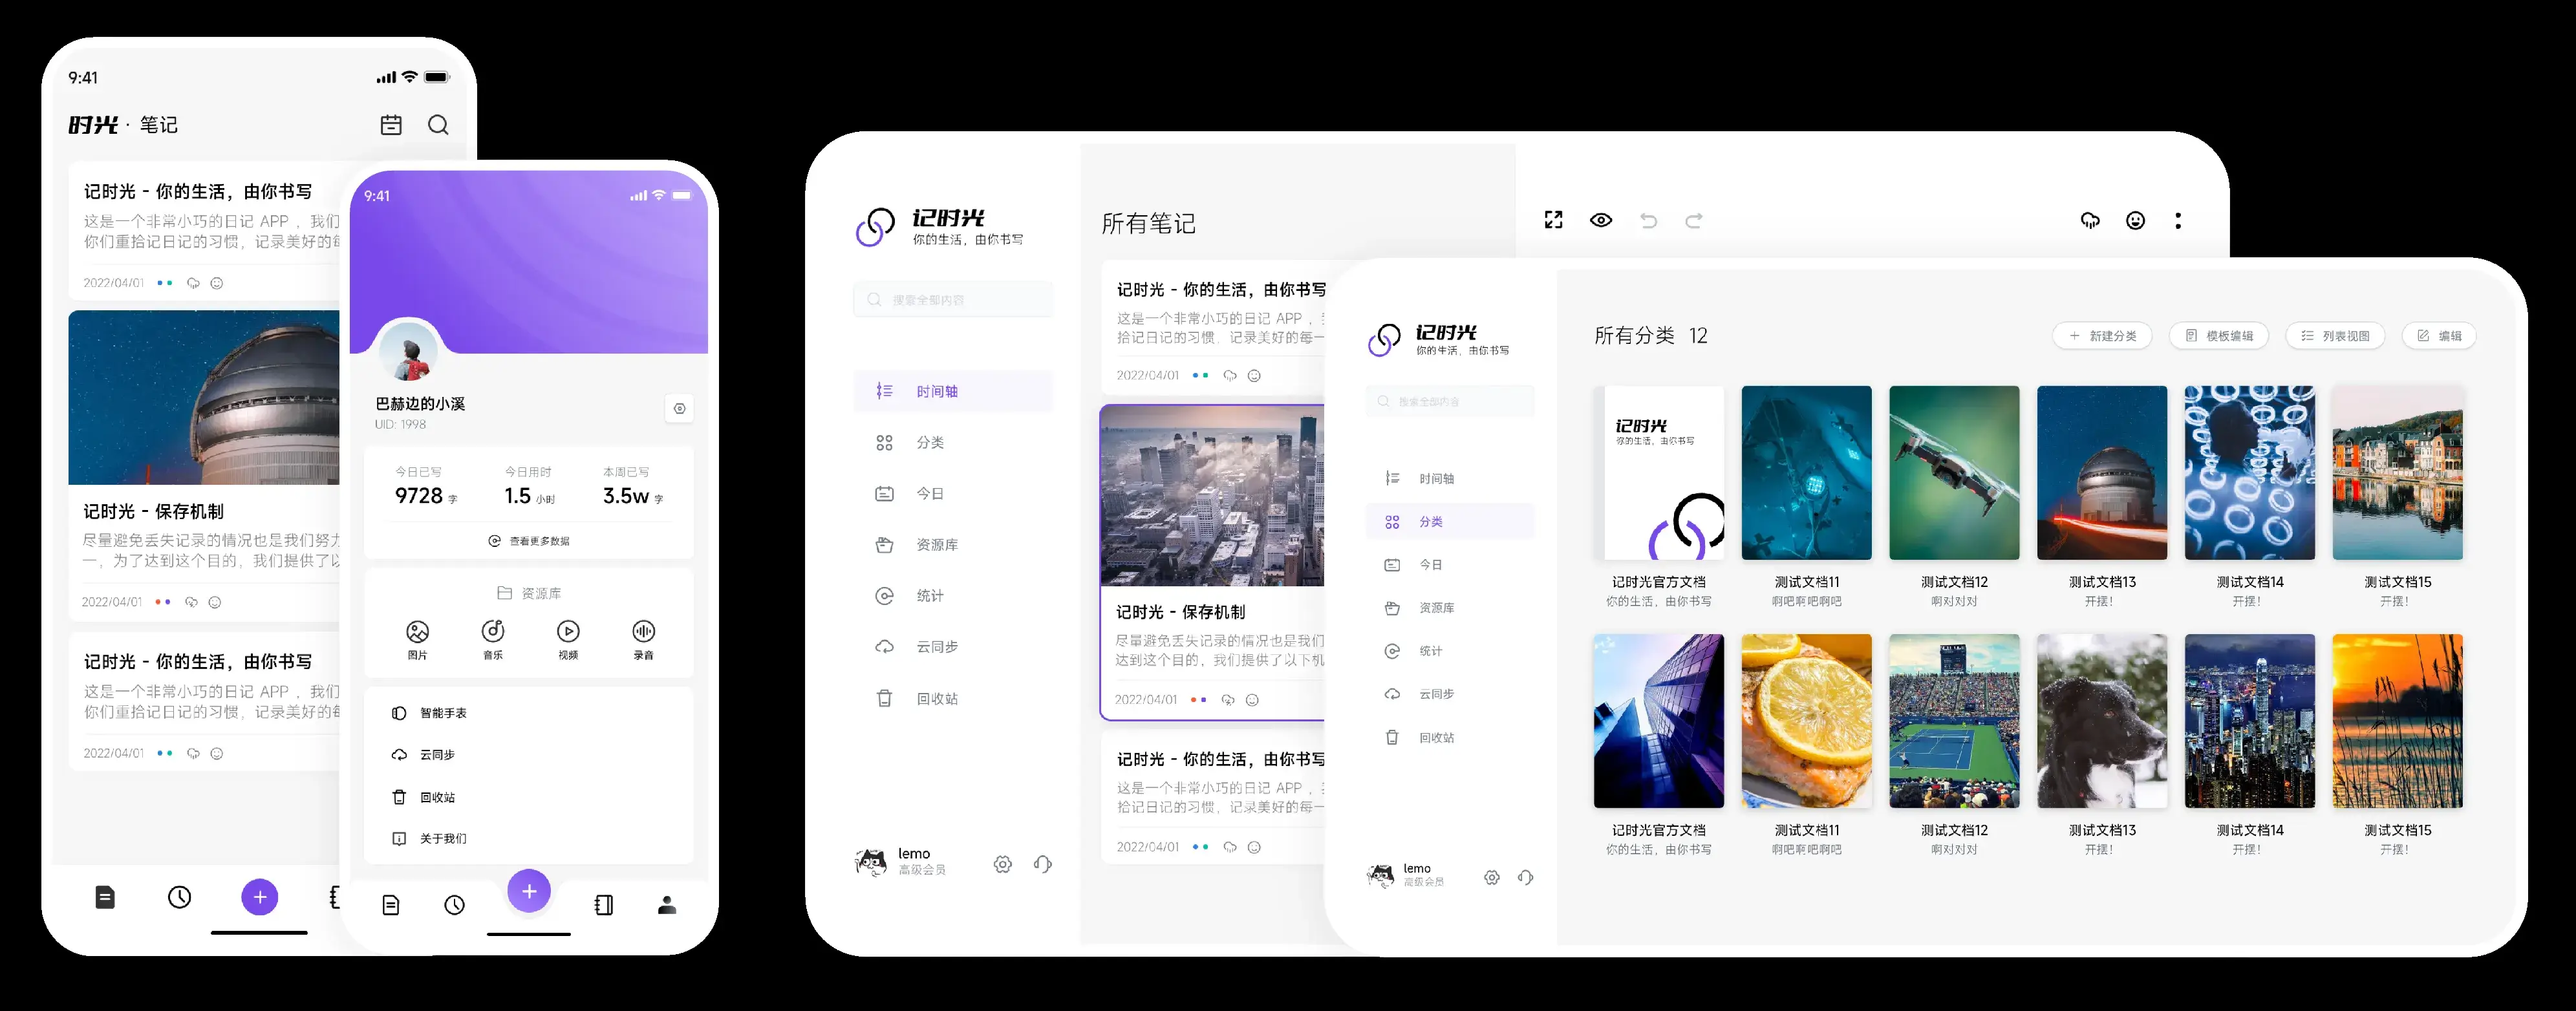 9:41
时光 · 笔记
记时光 - 你的生活，由你书写
这是一个非常小巧的日记 APP ，我们
你们重拾记日记的习惯，记录美好的每
2022/04/01
记时光 - 保存机制
尽量避免丢失记录的情况也是我们努力
一，为了达到这个目的，我们提供了以
2022/04/01
记时光 - 你的生活，由你书写
这是一个非常小巧的日记 APP ，我们
你们重拾记日记的习惯，记录美好的每
2022/04/01
9:41
巴赫边的小溪
UID: 1998
今日已写
9728 字
今日用时
1.5 小时
本周已写
3.5w 字
查看更多数据
资源库
图片
音乐
视频
录音
智能手表
云同步
回收站
关于我们
记时光
你的生活，由你书写
搜索全部内容
时间轴
分类
今日
资源库
统计
云同步
回收站
lemo
高级会员
所有笔记
记时光 - 你的生活，由你书写
这是一个非常小巧的日记 APP ，
拾记日记的习惯，记录美好的每一
2022/04/01
记时光 - 保存机制
尽量避免丢失记录的情况也是我们
达到这个目的，我们提供了以下机
2022/04/01
记时光 - 你的生活，由你书写
这是一个非常小巧的日记 APP ，
拾记日记的习惯，记录美好的每一
2022/04/01
记时光
你的生活，由你书写
搜索全部内容
时间轴
分类
今日
资源库
统计
云同步
回收站
lemo
高级会员
所有分类 12
新建分类
模板编辑
列表视图
编辑
记时光
你的生活，由你书写
记时光官方文档
你的生活，由你书写
测试文档11
啊吧啊吧啊吧
测试文档12
啊对对对
测试文档13
开摆！
测试文档14
开摆！
测试文档15
开摆！
记时光官方文档
你的生活，由你书写
测试文档11
啊吧啊吧啊吧
测试文档12
啊对对对
测试文档13
开摆！
测试文档14
开摆！
测试文档15
开摆！